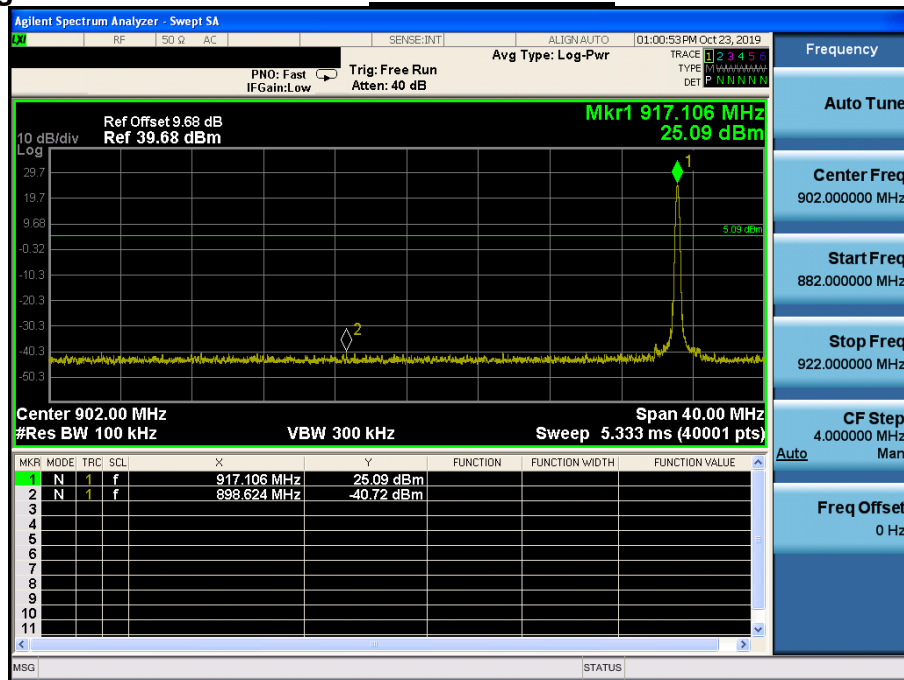 Agilent Spectrum Analyzer - Swept SA
LXI RF 50 Ω AC SENSE:INT ALIGN AUTO 01:00:53 PM Oct 23, 2019
Avg Type: Log-Pwr TRACE 1 2 3 4 5 6
PNO: Fast Trig: Free Run TYPE M WWWWW
IFGain:Low Atten: 40 dB DET P N N N N N
Mkr1 917.106 MHz
Ref Offset 9.68 dB
10 dB/div Ref 39.68 dBm 25.09 dBm
Log
1
29.7
19.7
9.68
5.09 dBm
-0.32
-10.3
-20.3
-30.3
2
-40.3
-50.3
Center 902.00 MHz Span 40.00 MHz
#Res BW 100 kHz VBW 300 kHz Sweep 5.333 ms (40001 pts)
MKR MODE TRC SCL X Y FUNCTION FUNCTION WIDTH FUNCTION VALUE
1 N 1 f 917.106 MHz 25.09 dBm
2 N 1 f 898.624 MHz -40.72 dBm
3
4
5
6
7
8
9
10
11
MSG STATUS
Frequency
Auto Tune
Center Freq
902.000000 MHz
Start Freq
882.000000 MHz
Stop Freq
922.000000 MHz
CF Step
4.000000 MHz
Auto Man
Freq Offset
0 Hz